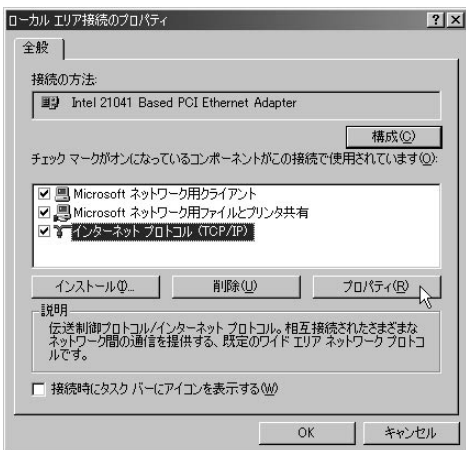 ローカル エリア接続のプロパティ
全般
接続の方法:
Intel 21041 Based PCI Ethernet Adapter
構成(C)
チェック マークがオンになっているコンポーネントがこの接続で使用されています(O):
Microsoft ネットワーク用クライアント
Microsoft ネットワーク用ファイルとプリンタ共有
インターネット プロトコル (TCP/IP)
インストール(I)... 削除(U) プロパティ(R)
説明
伝送制御プロトコル/インターネット プロトコル。相互接続されたさまざまな
ネットワーク間の通信を提供する、既定のワイド エリア ネットワーク プロトコ
ルです。
接続時にタスク バーにアイコンを表示する(W)
OK キャンセル